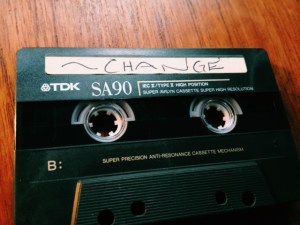 ~ CHANGE
TDK SA90 IEC II/TYPE II HIGH POSITION
SUPER AVILYN CASSETTE SUPER HIGH RESOLUTION
B:
SUPER PRECISION ANTI-RESONANCE CASSETTE MECHANISM